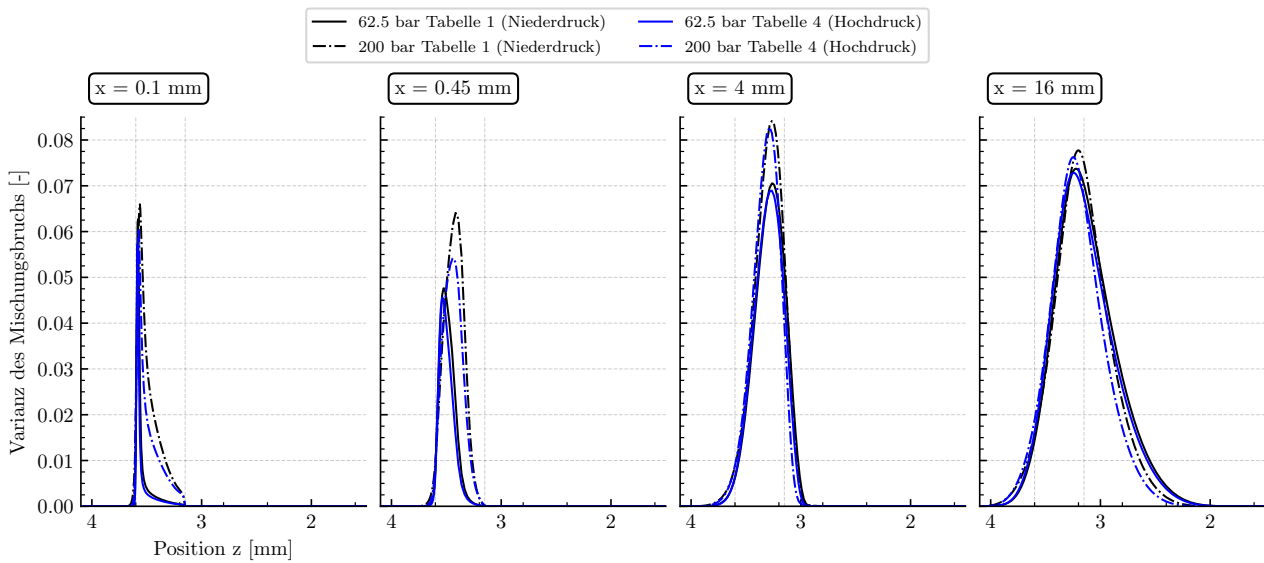 62.5 bar Tabelle 1 (Niederdruck)
200 bar Tabelle 1 (Niederdruck)
62.5 bar Tabelle 4 (Hochdruck)
200 bar Tabelle 4 (Hochdruck)
x = 0.1 mm
x = 0.45 mm
x = 4 mm
x = 16 mm
Varianz des Mischungsbruchs [-]
0.08
0.07
0.06
0.05
0.04
0.03
0.02
0.01
0.00
4 3 2
4 3 2
4 3 2
4 3 2
Position z [mm]